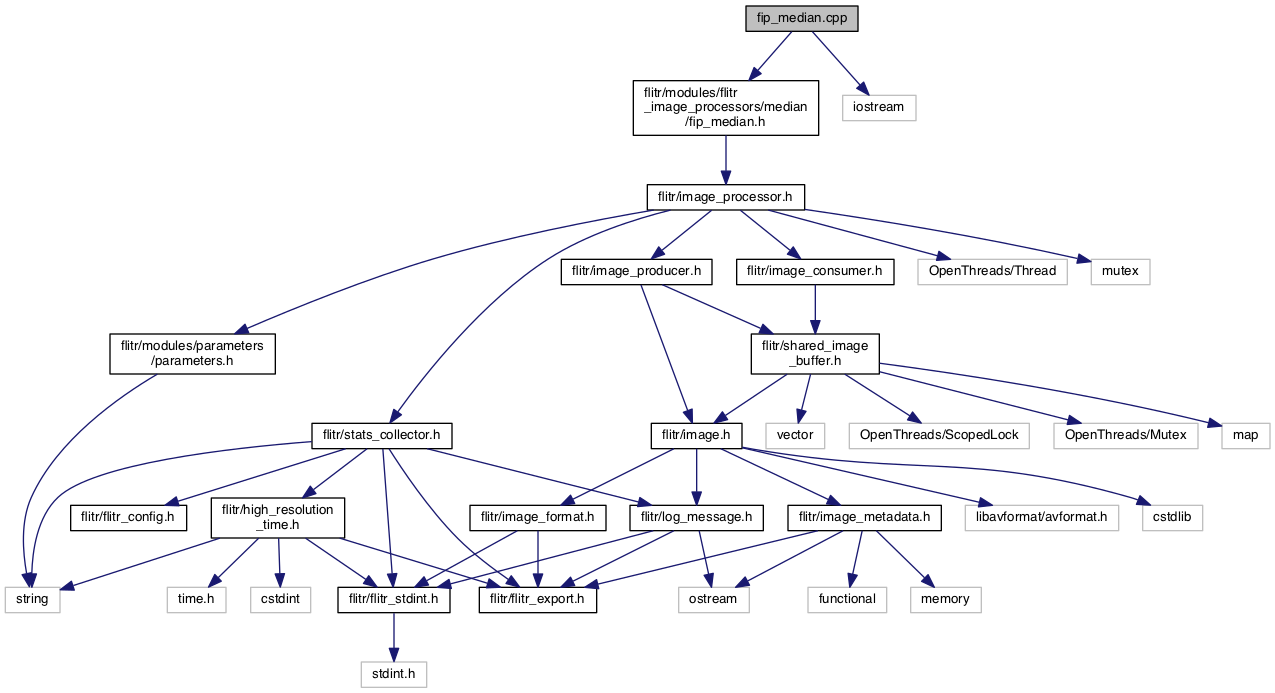 fip_median.cpp
flitr/modules/flitr
_image_processors/median
/fip_median.h
iostream
flitr/image_processor.h
flitr/image_producer.h
flitr/image_consumer.h
OpenThreads/Thread
mutex
flitr/modules/parameters
/parameters.h
flitr/shared_image
_buffer.h
flitr/stats_collector.h
flitr/image.h
vector
OpenThreads/ScopedLock
OpenThreads/Mutex
map
flitr/flitr_config.h
flitr/high_resolution
_time.h
flitr/image_format.h
flitr/log_message.h
flitr/image_metadata.h
libavformat/avformat.h
cstdlib
string
time.h
cstdint
flitr/flitr_stdint.h
flitr/flitr_export.h
ostream
functional
memory
stdint.h